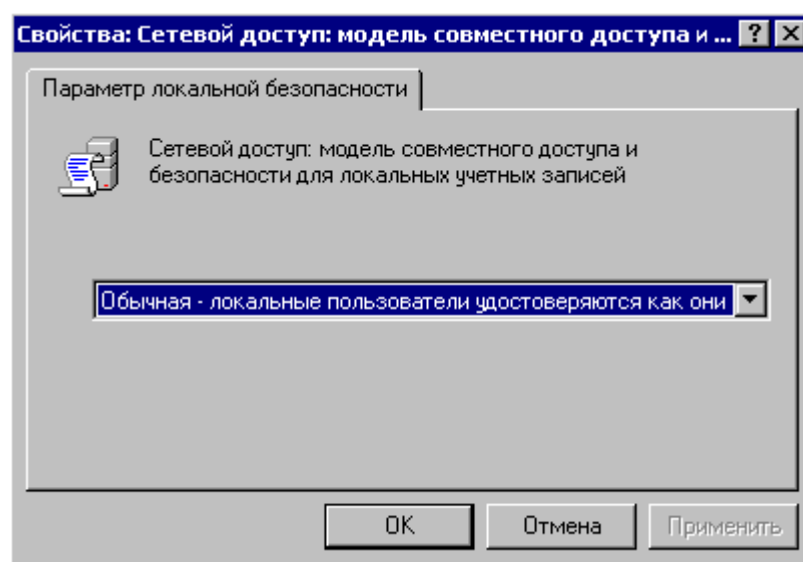 Свойства: Сетевой доступ: модель совместного доступа и ...
Параметр локальной безопасности
Сетевой доступ: модель совместного доступа и
безопасности для локальных учетных записей
Обычная - локальные пользователи удостоверяются как они
ОК
Отмена
Применить